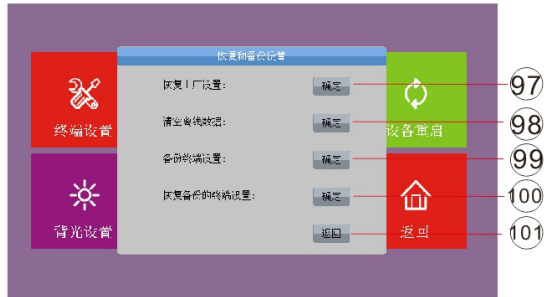 恢复和备份设置
恢复工厂设置: 确定 97
清空离线数据: 确定 98
备份终端设置: 确定 99
恢复备份的终端设置: 确定 100
返回 101
终端设置
设备重启
背光设置
返回